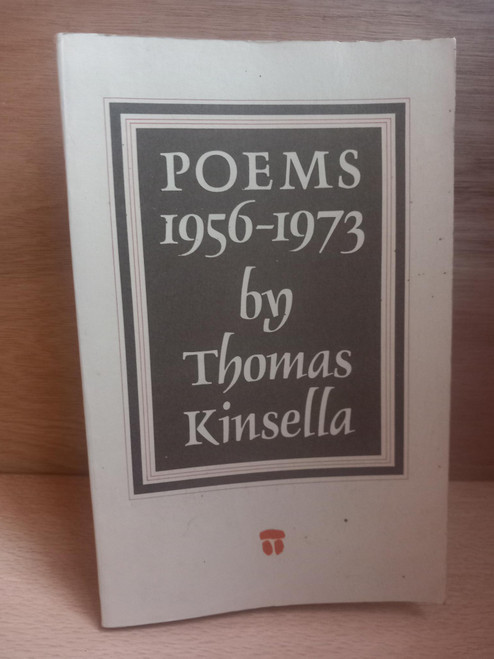 POEMS
1956-1973
by
Thomas
Kinsella